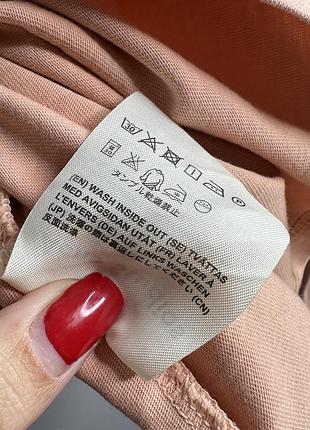 30
タンブル乾燥禁止
(EN) WASH INSIDE OUT (SE) TVÄTTAS
MED AVIGSIDAN UTÅT (FR) LAVER À
L'ENVERS (DE) AUF LINKS WASCHEN
(JP) 洗濯の際は裏返しにしてください (CN)
反面洗涤